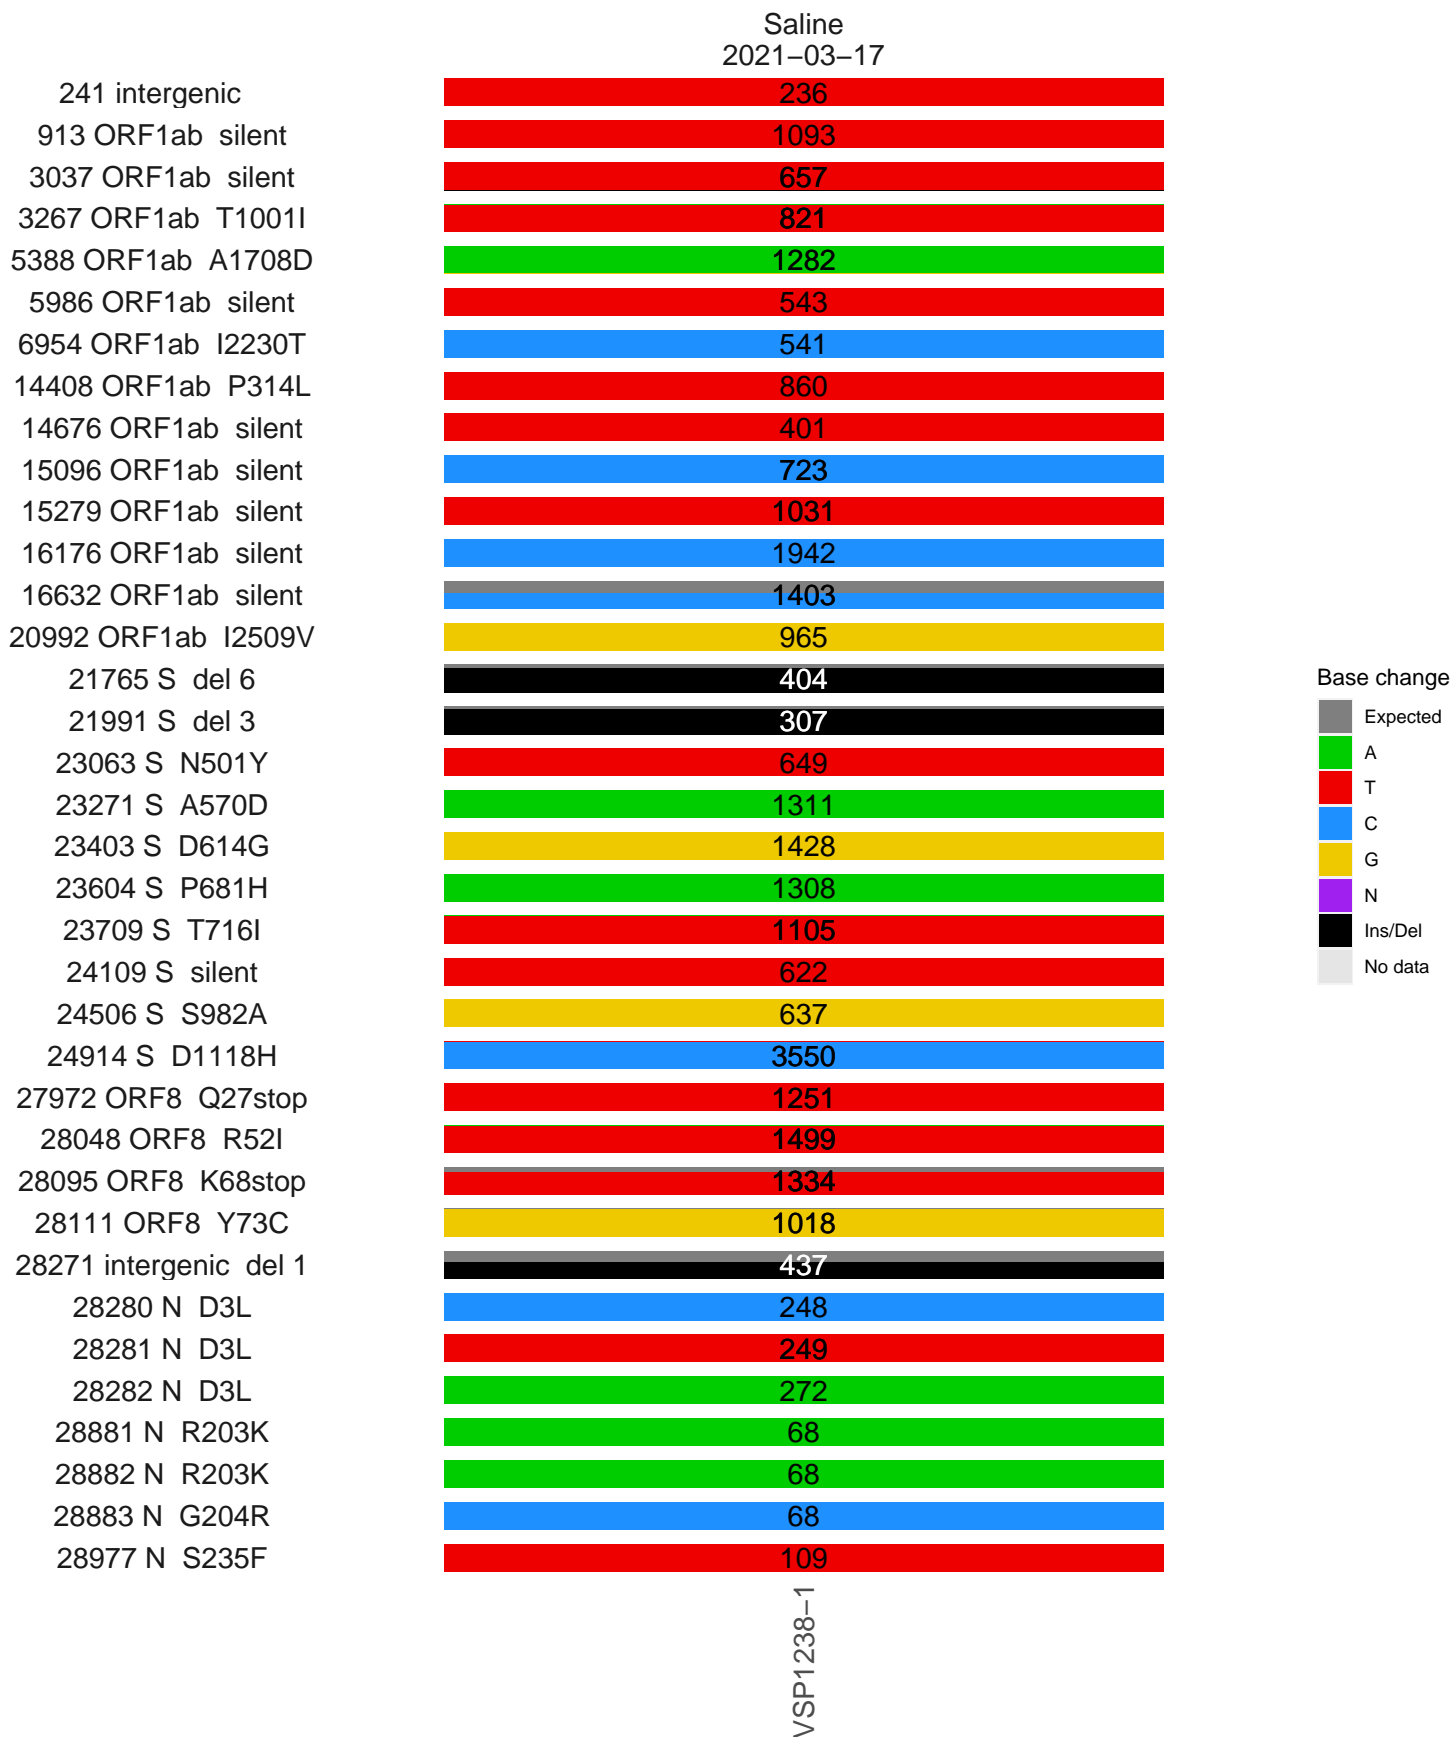 Saline
2021−03−17
241 intergenic 236
913 ORF1ab silent 1093
3037 ORF1ab silent 657
3267 ORF1ab T1001I 821
5388 ORF1ab A1708D 1282
5986 ORF1ab silent 543
6954 ORF1ab I2230T 541
14408 ORF1ab P314L 860
14676 ORF1ab silent 401
15096 ORF1ab silent 723
15279 ORF1ab silent 1031
16176 ORF1ab silent 1942
16632 ORF1ab silent 1403
20992 ORF1ab I2509V 965
21765 S del 6 404
21991 S del 3 307
23063 S N501Y 649
23271 S A570D 1311
23403 S D614G 1428
23604 S P681H 1308
23709 S T716I 1105
24109 S silent 622
24506 S S982A 637
24914 S D1118H 3550
27972 ORF8 Q27stop 1251
28048 ORF8 R52I 1499
28095 ORF8 K68stop 1334
28111 ORF8 Y73C 1018
28271 intergenic del 1 437
28280 N D3L 248
28281 N D3L 249
28282 N D3L 272
28881 N R203K 68
28882 N R203K 68
28883 N G204R 68
28977 N S235F 109
VSP1238−1
Base change
Expected
A
T
C
G
N
Ins/Del
No data